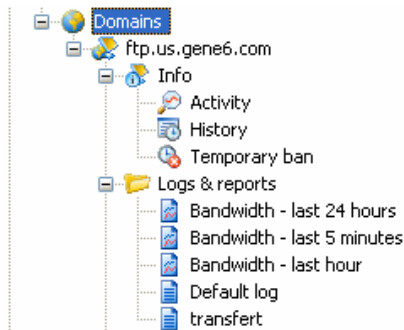 Domains
ftp.us.gene6.com
Info
Activity
History
Temporary ban
Logs & reports
Bandwidth - last 24 hours
Bandwidth - last 5 minutes
Bandwidth - last hour
Default log
transfert